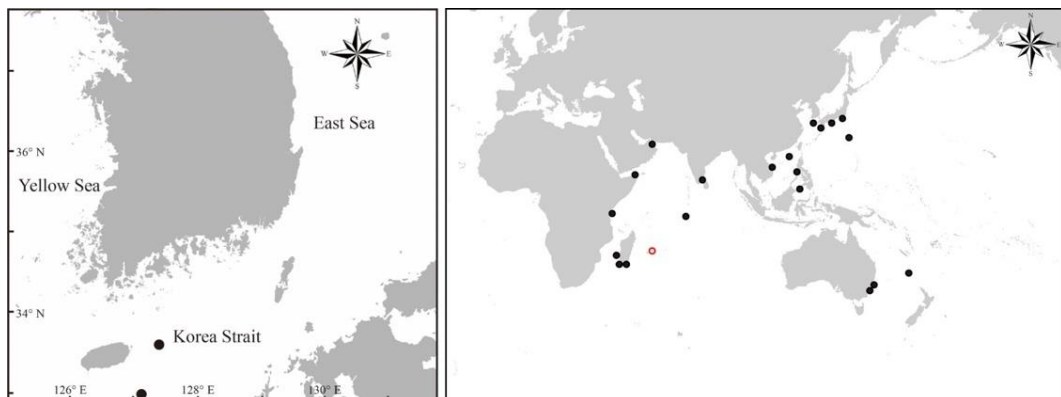 N
W E
S
East Sea
36° N
Yellow Sea
34° N
Korea Strait
126° E 128° E 130° E
N
W
S